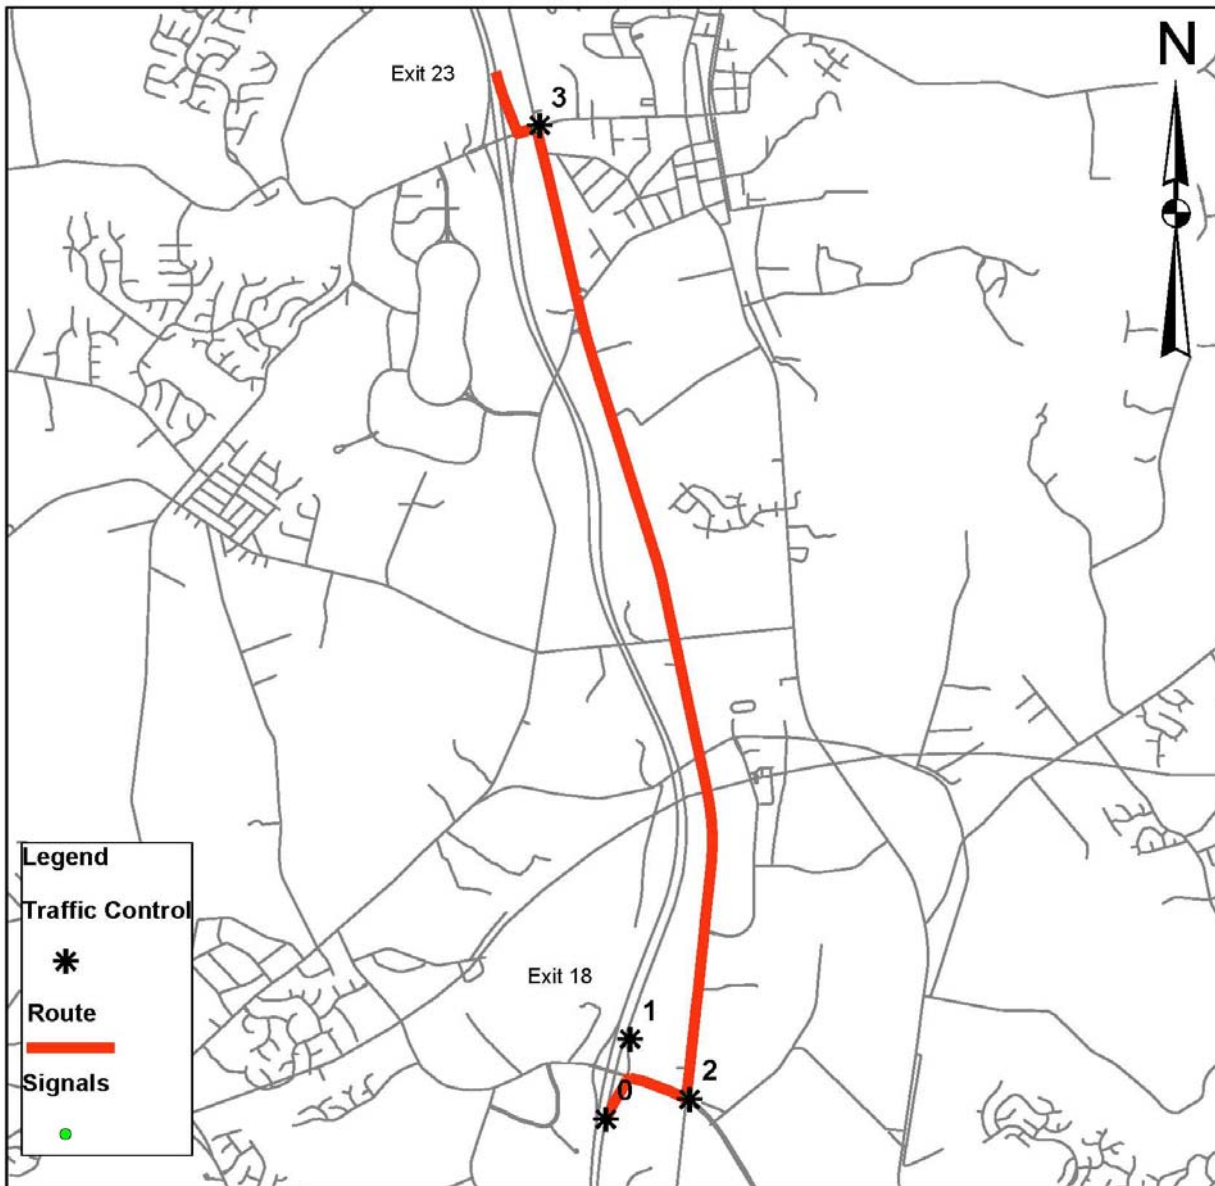 N
Exit 23
3
Legend
Traffic Control
Exit 18
Route
1
Signals
0
2